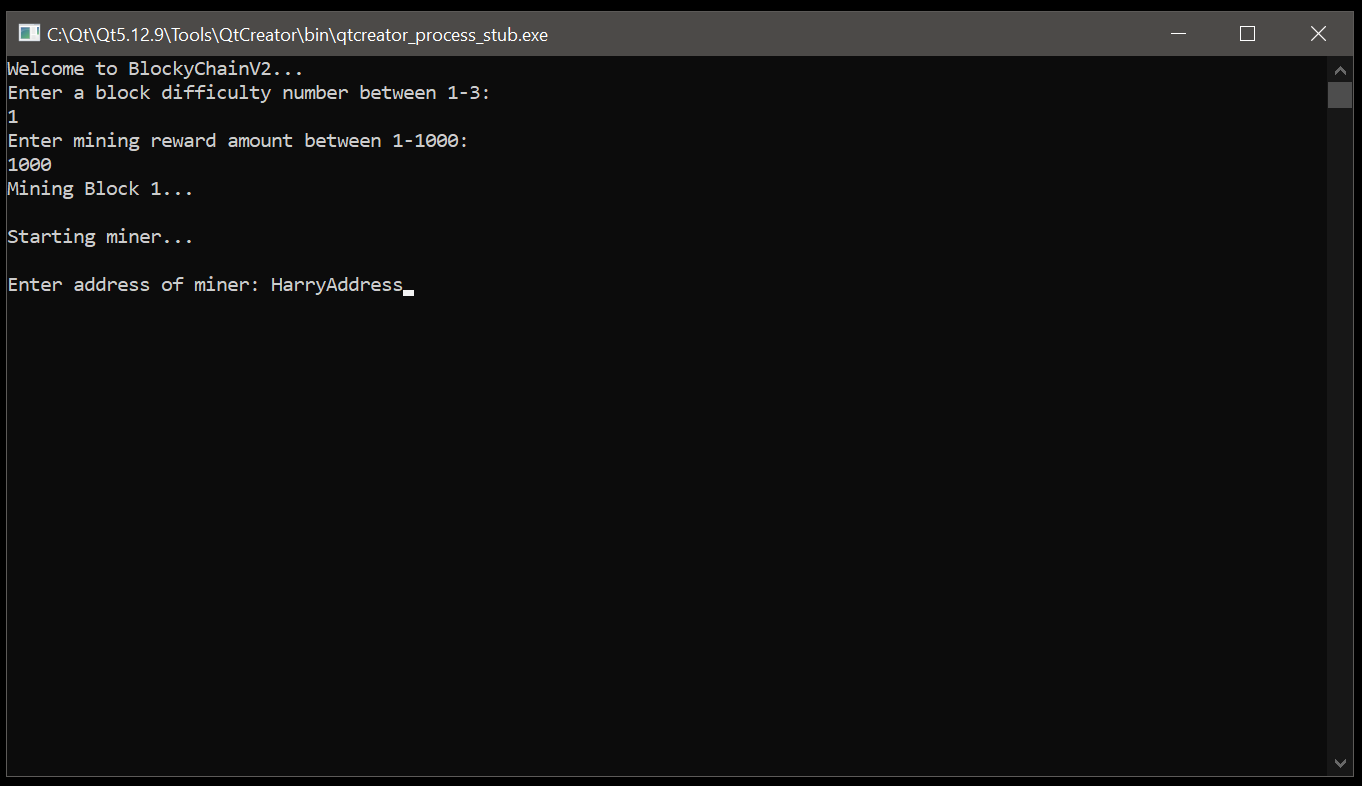 C:\Qt\Qt5.12.9\Tools\QtCreator\bin\qtcreator_process_stub.exe
Welcome to BlockyChainV2...
Enter a block difficulty number between 1-3:
1
Enter mining reward amount between 1-1000:
1000
Mining Block 1...
Starting miner...
Enter address of miner: HarryAddress